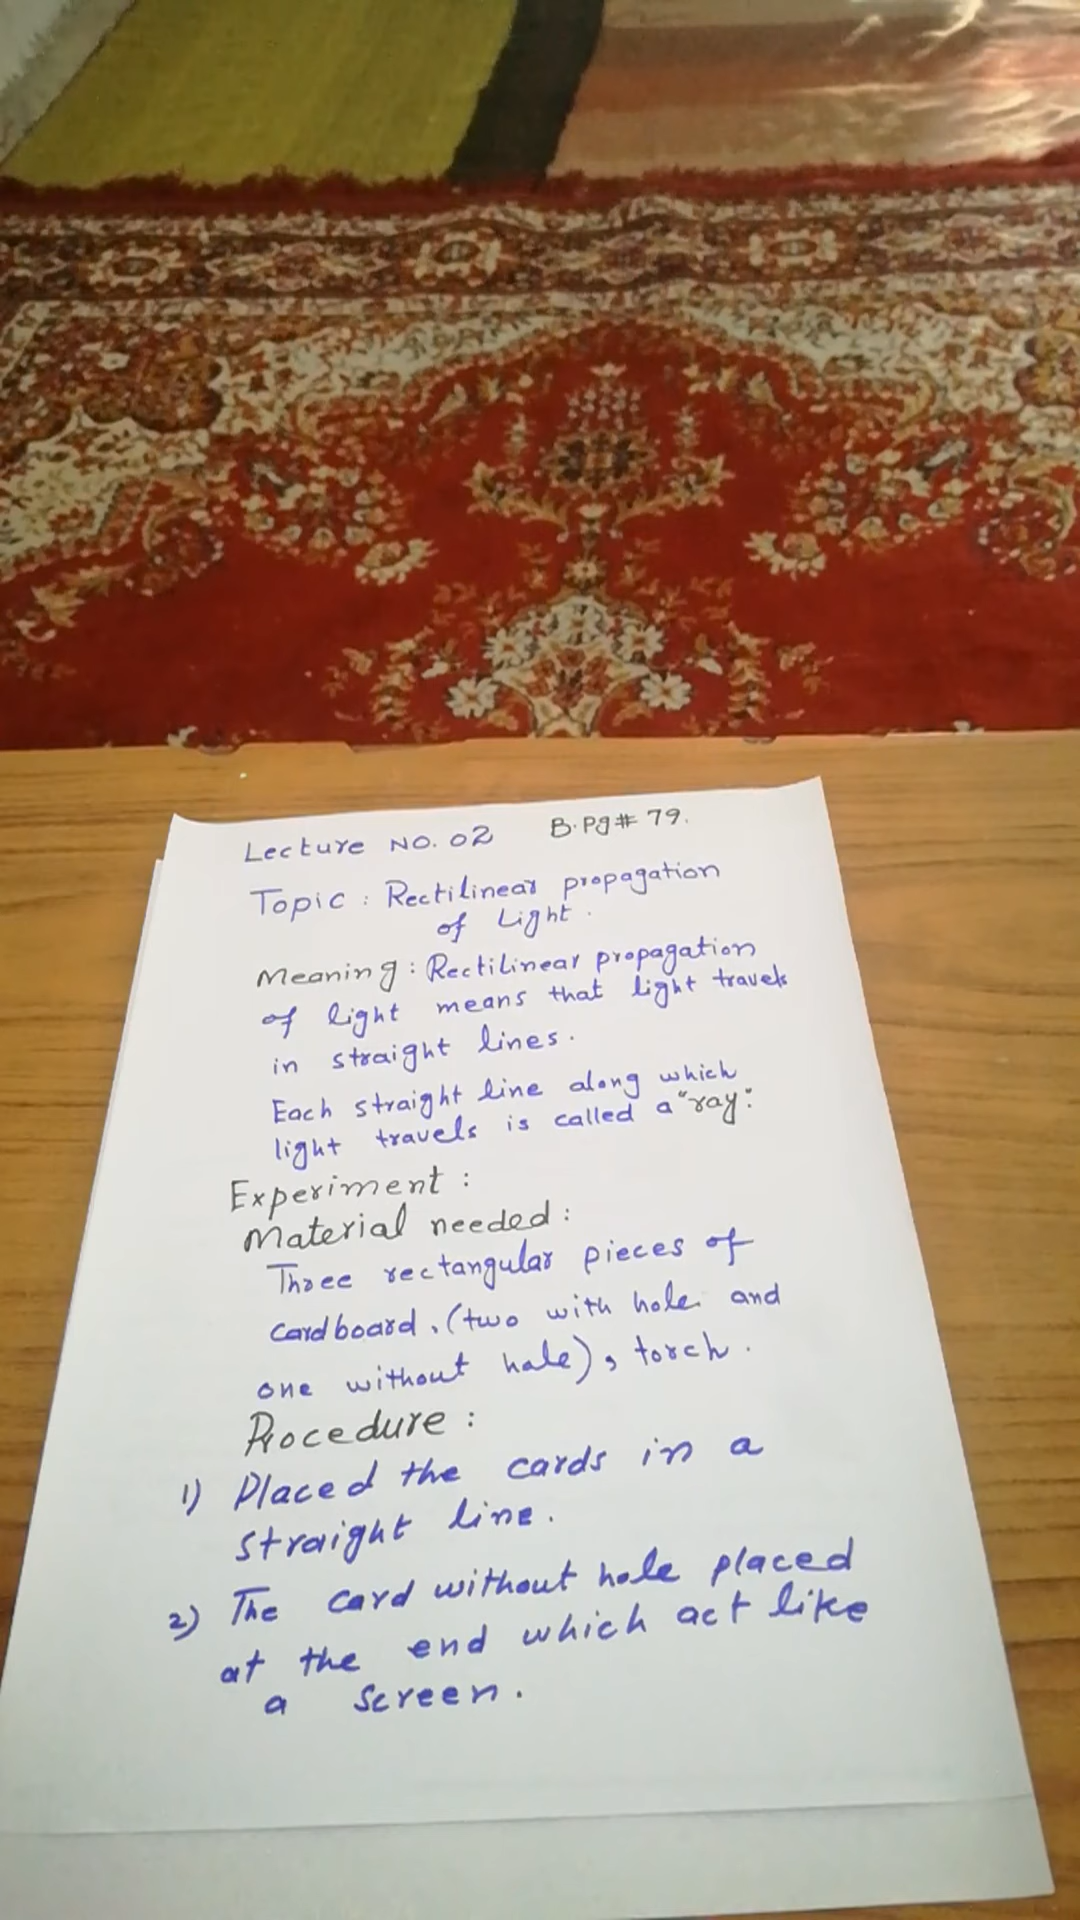 Lecture NO. 02 B.Pg# 79.
Topic : Rectilinear propagation
of Light.
Meaning : Rectilinear propagation
of light means that light travels
in straight lines.
Each straight line along which
light travels is called a "ray".
Experiment :
Material needed :
Three rectangular pieces of
cardboard, (two with hole and
one without hole), torch.
Procedure :
1) Placed the cards in a
straight line.
2) The card without hole placed
at the end which act like
a screen.